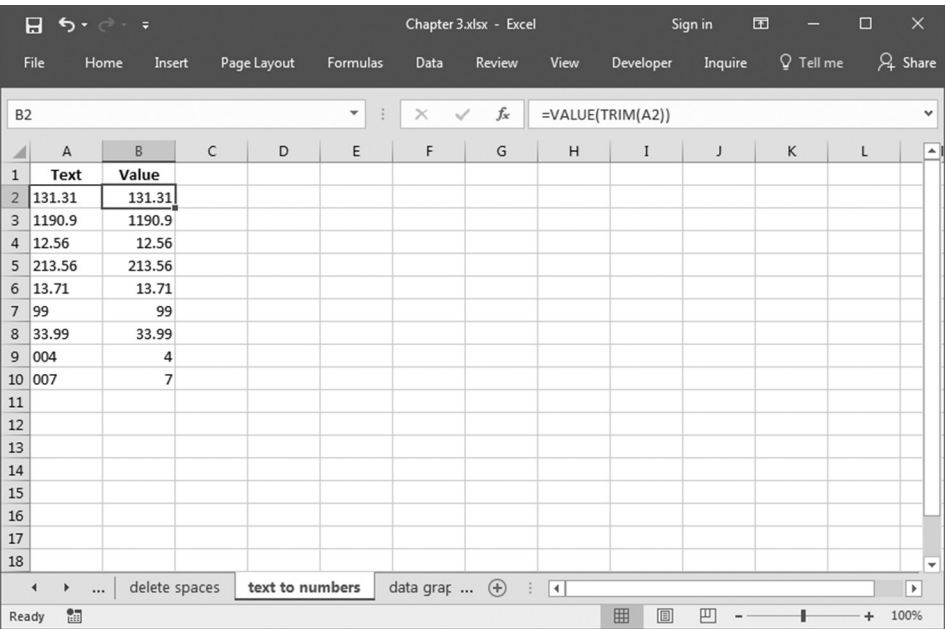 Chapter 3.xlsx - Excel Sign in
File Home Insert Page Layout Formulas Data Review View Developer Inquire Tell me Share
B2 fx =VALUE(TRIM(A2))
A B C D E F G H I J K L
1 Text Value
2 131.31 131.31
3 1190.9 1190.9
4 12.56 12.56
5 213.56 213.56
6 13.71 13.71
7 99 99
8 33.99 33.99
9 004 4
10 007 7
11
12
13
14
15
16
17
18
... delete spaces text to numbers data grap ...
Ready 100%